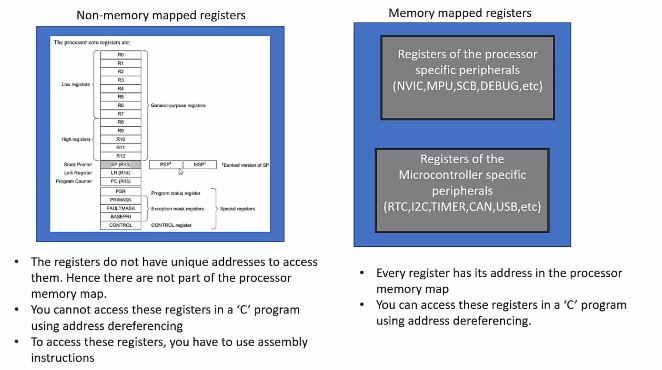 Non-memory mapped registers
The processor core registers are:
R0
R1
R2
R3
R4
R5
R6
R7
R8
R9
R10
R11
R12
Low registers
High registers
General-purpose registers
Stack Pointer
SP (R13)
PSP‡
MSP‡
‡Banked version of SP
Link Register
LR (R14)
Program Counter
PC (R15)
PSR
Program status register
PRIMASK
FAULTMASK
BASEPRI
Exception mask registers
Special registers
CONTROL
CONTROL register
• The registers do not have unique addresses to access
them. Hence there are not part of the processor
memory map.
• You cannot access these registers in a ‘C’ program
using address dereferencing
• To access these registers, you have to use assembly
instructions
Memory mapped registers
Registers of the processor
specific peripherals
(NVIC,MPU,SCB,DEBUG,etc)
Registers of the
Microcontroller specific
peripherals
(RTC,I2C,TIMER,CAN,USB,etc)
• Every register has its address in the processor
memory map
• You can access these registers in a ‘C’ program
using address dereferencing.